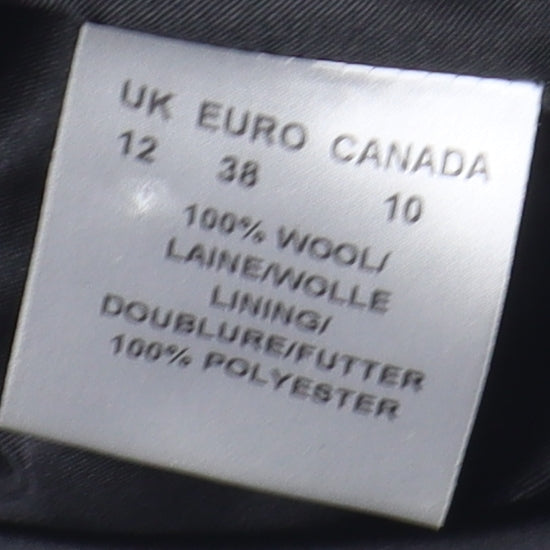 UK EURO CANADA
12 38 10
100% WOOL/
LAINE/WOLLE
LINING/
DOUBLURE/FUTTER
100% POLYESTER